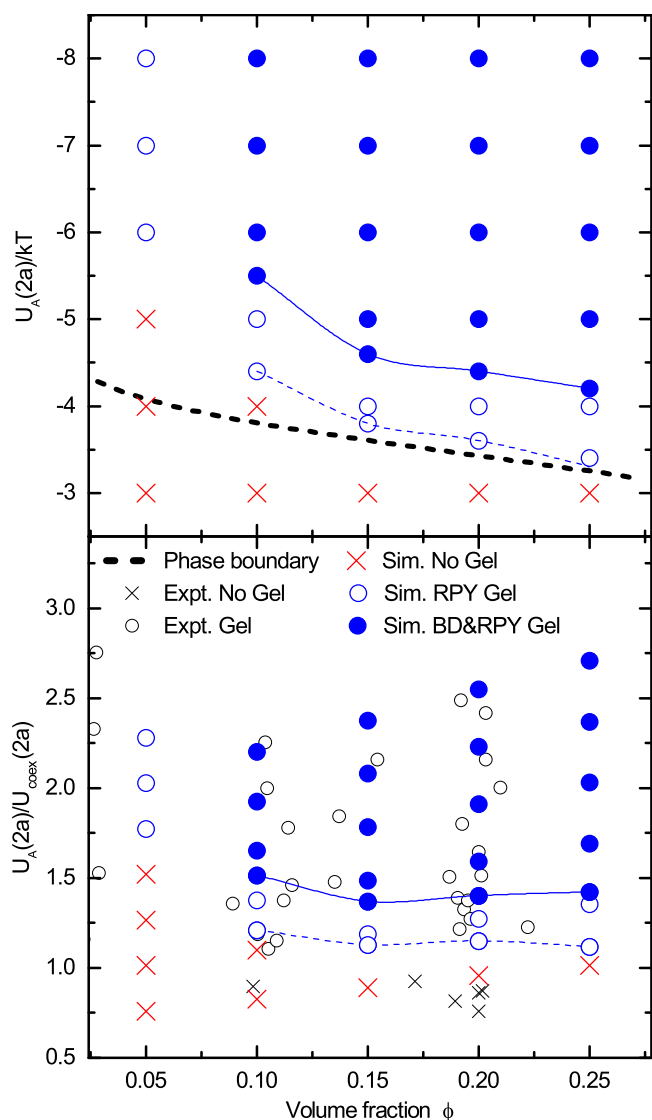 -8
-7
-6
-5
-4
-3
U_A(2a)/kT
Phase boundary
Expt. No Gel
Expt. Gel
Sim. No Gel
Sim. RPY Gel
Sim. BD&RPY Gel
3.0
2.5
2.0
1.5
1.0
0.5
U_A(2a)/U_coex(2a)
0.05 0.10 0.15 0.20 0.25
Volume fraction ϕ